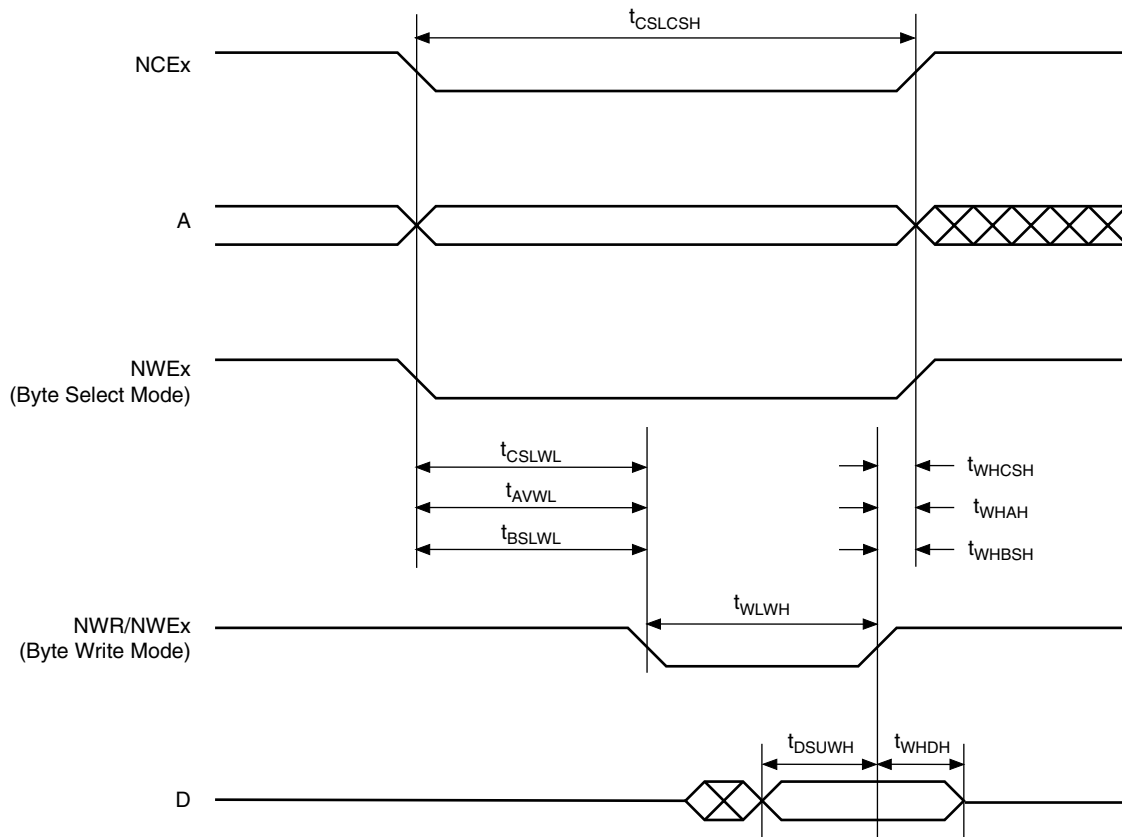 tCSLCSH
NCEx
A
NWEx
(Byte Select Mode)
tCSLWL
tWHCSH
tAVWL
tWHAH
tBSLWL
tWHBSH
tWLWH
NWR/NWEx
(Byte Write Mode)
tDSUWH
tWHDH
D